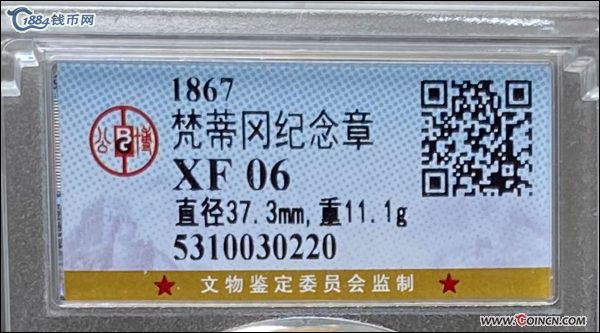 1884钱币网
1867
梵蒂冈纪念章
公博
XF 06
直径37.3mm,重11.1g
5310030220
文物鉴定委员会监制
www.COINCN.com